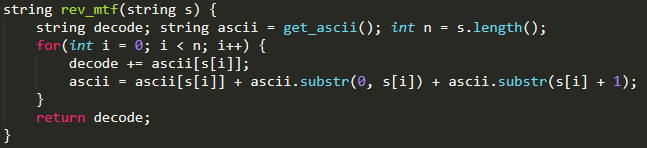 string rev_mtf(string s) {
    string decode; string ascii = get_ascii(); int n = s.length();
    for(int i = 0; i < n; i++) {
        decode += ascii[s[i]];
        ascii = ascii[s[i]] + ascii.substr(0, s[i]) + ascii.substr(s[i] + 1);
    }
    return decode;
}